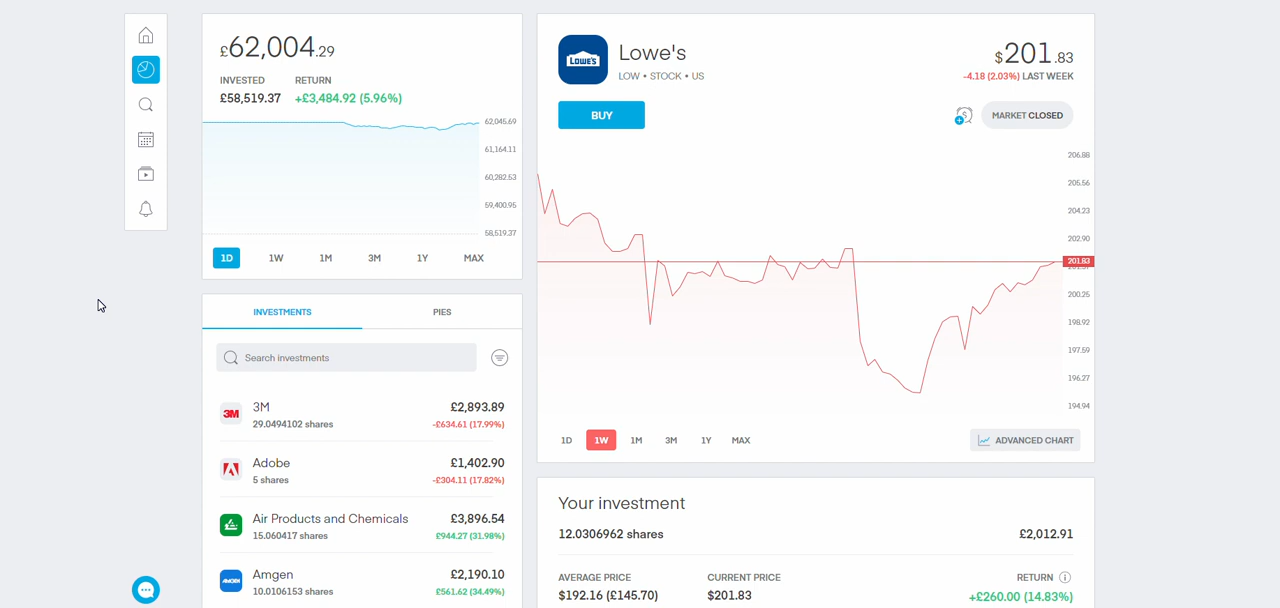 £62,004.29
INVESTED RETURN
£58,519.37 +£3,484.92 (5.96%)
62,045.69
61,164.11
60,282.53
59,400.95
58,519.37
1D 1W 1M 3M 1Y MAX
INVESTMENTS PIES
Search investments
3M
3M £2,893.89
29.0494102 shares -£634.61 (17.99%)
Adobe £1,402.90
5 shares -£304.11 (17.82%)
Air Products and Chemicals £3,896.54
15.060417 shares £944.27 (31.98%)
AMGEN
Amgen £2,190.10
10.0106153 shares £561.62 (34.49%)
LOWE'S
Lowe's $201.83
LOW • STOCK • US -4.18 (2.03%) LAST WEEK
BUY MARKET CLOSED
206.88
205.56
204.23
202.90
201.83
200.25
198.92
197.59
196.27
194.94
1D 1W 1M 3M 1Y MAX ADVANCED CHART
Your investment
12.0306962 shares £2,012.91
AVERAGE PRICE CURRENT PRICE RETURN
$192.16 (£145.70) $201.83 +£260.00 (14.83%)